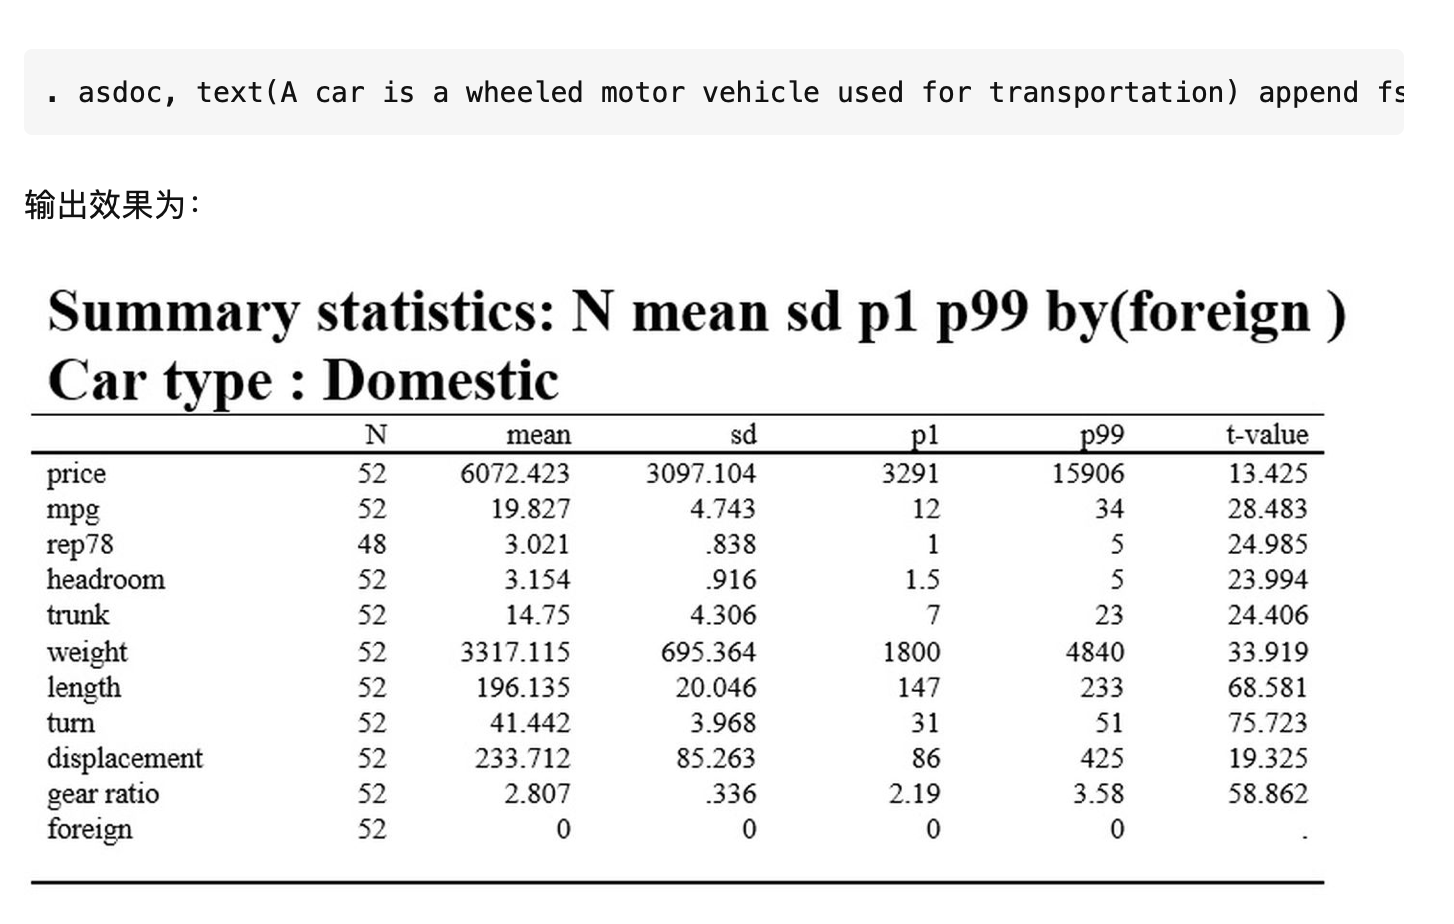 . asdoc, text(A car is a wheeled motor vehicle used for transportation) append fs
输出效果为：
Summary statistics: N mean sd p1 p99 by(foreign )
Car type : Domestic
N mean sd p1 p99 t-value
price 52 6072.423 3097.104 3291 15906 13.425
mpg 52 19.827 4.743 12 34 28.483
rep78 48 3.021 .838 1 5 24.985
headroom 52 3.154 .916 1.5 5 23.994
trunk 52 14.75 4.306 7 23 24.406
weight 52 3317.115 695.364 1800 4840 33.919
length 52 196.135 20.046 147 233 68.581
turn 52 41.442 3.968 31 51 75.723
displacement 52 233.712 85.263 86 425 19.325
gear ratio 52 2.807 .336 2.19 3.58 58.862
foreign 52 0 0 0 0 .